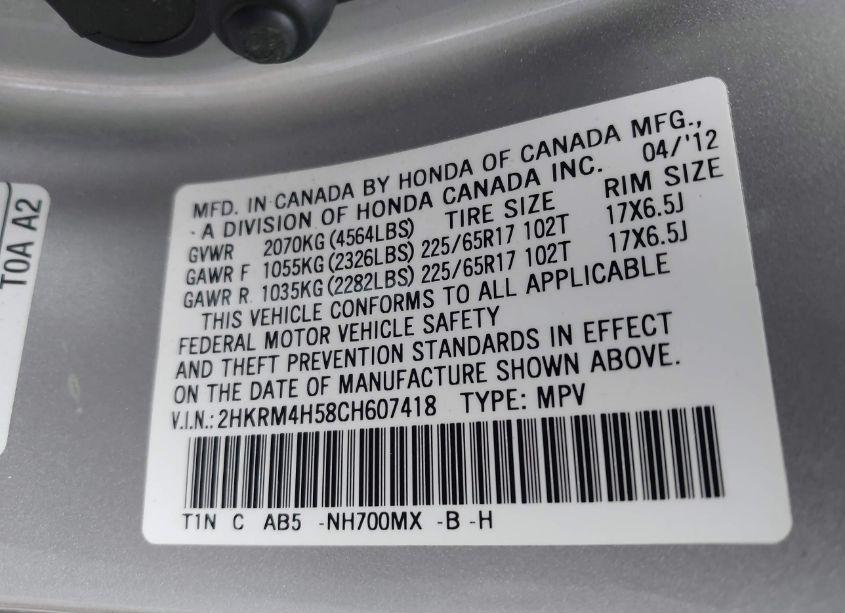 MFD. IN CANADA BY HONDA OF CANADA MFG.,
A DIVISION OF HONDA CANADA INC. 04/'12
GVWR 2070KG (4564LBS) TIRE SIZE RIM SIZE
GAWR F 1055KG (2326LBS) 225/65R17 102T 17X6.5J
GAWR R 1035KG (2282LBS) 225/65R17 102T 17X6.5J
THIS VEHICLE CONFORMS TO ALL APPLICABLE
FEDERAL MOTOR VEHICLE SAFETY
AND THEFT PREVENTION STANDARDS IN EFFECT
ON THE DATE OF MANUFACTURE SHOWN ABOVE.
V.I.N.: 2HKRM4H58CH607418 TYPE: MPV
T1N C AB5 -NH700MX -B -H
TOA A2